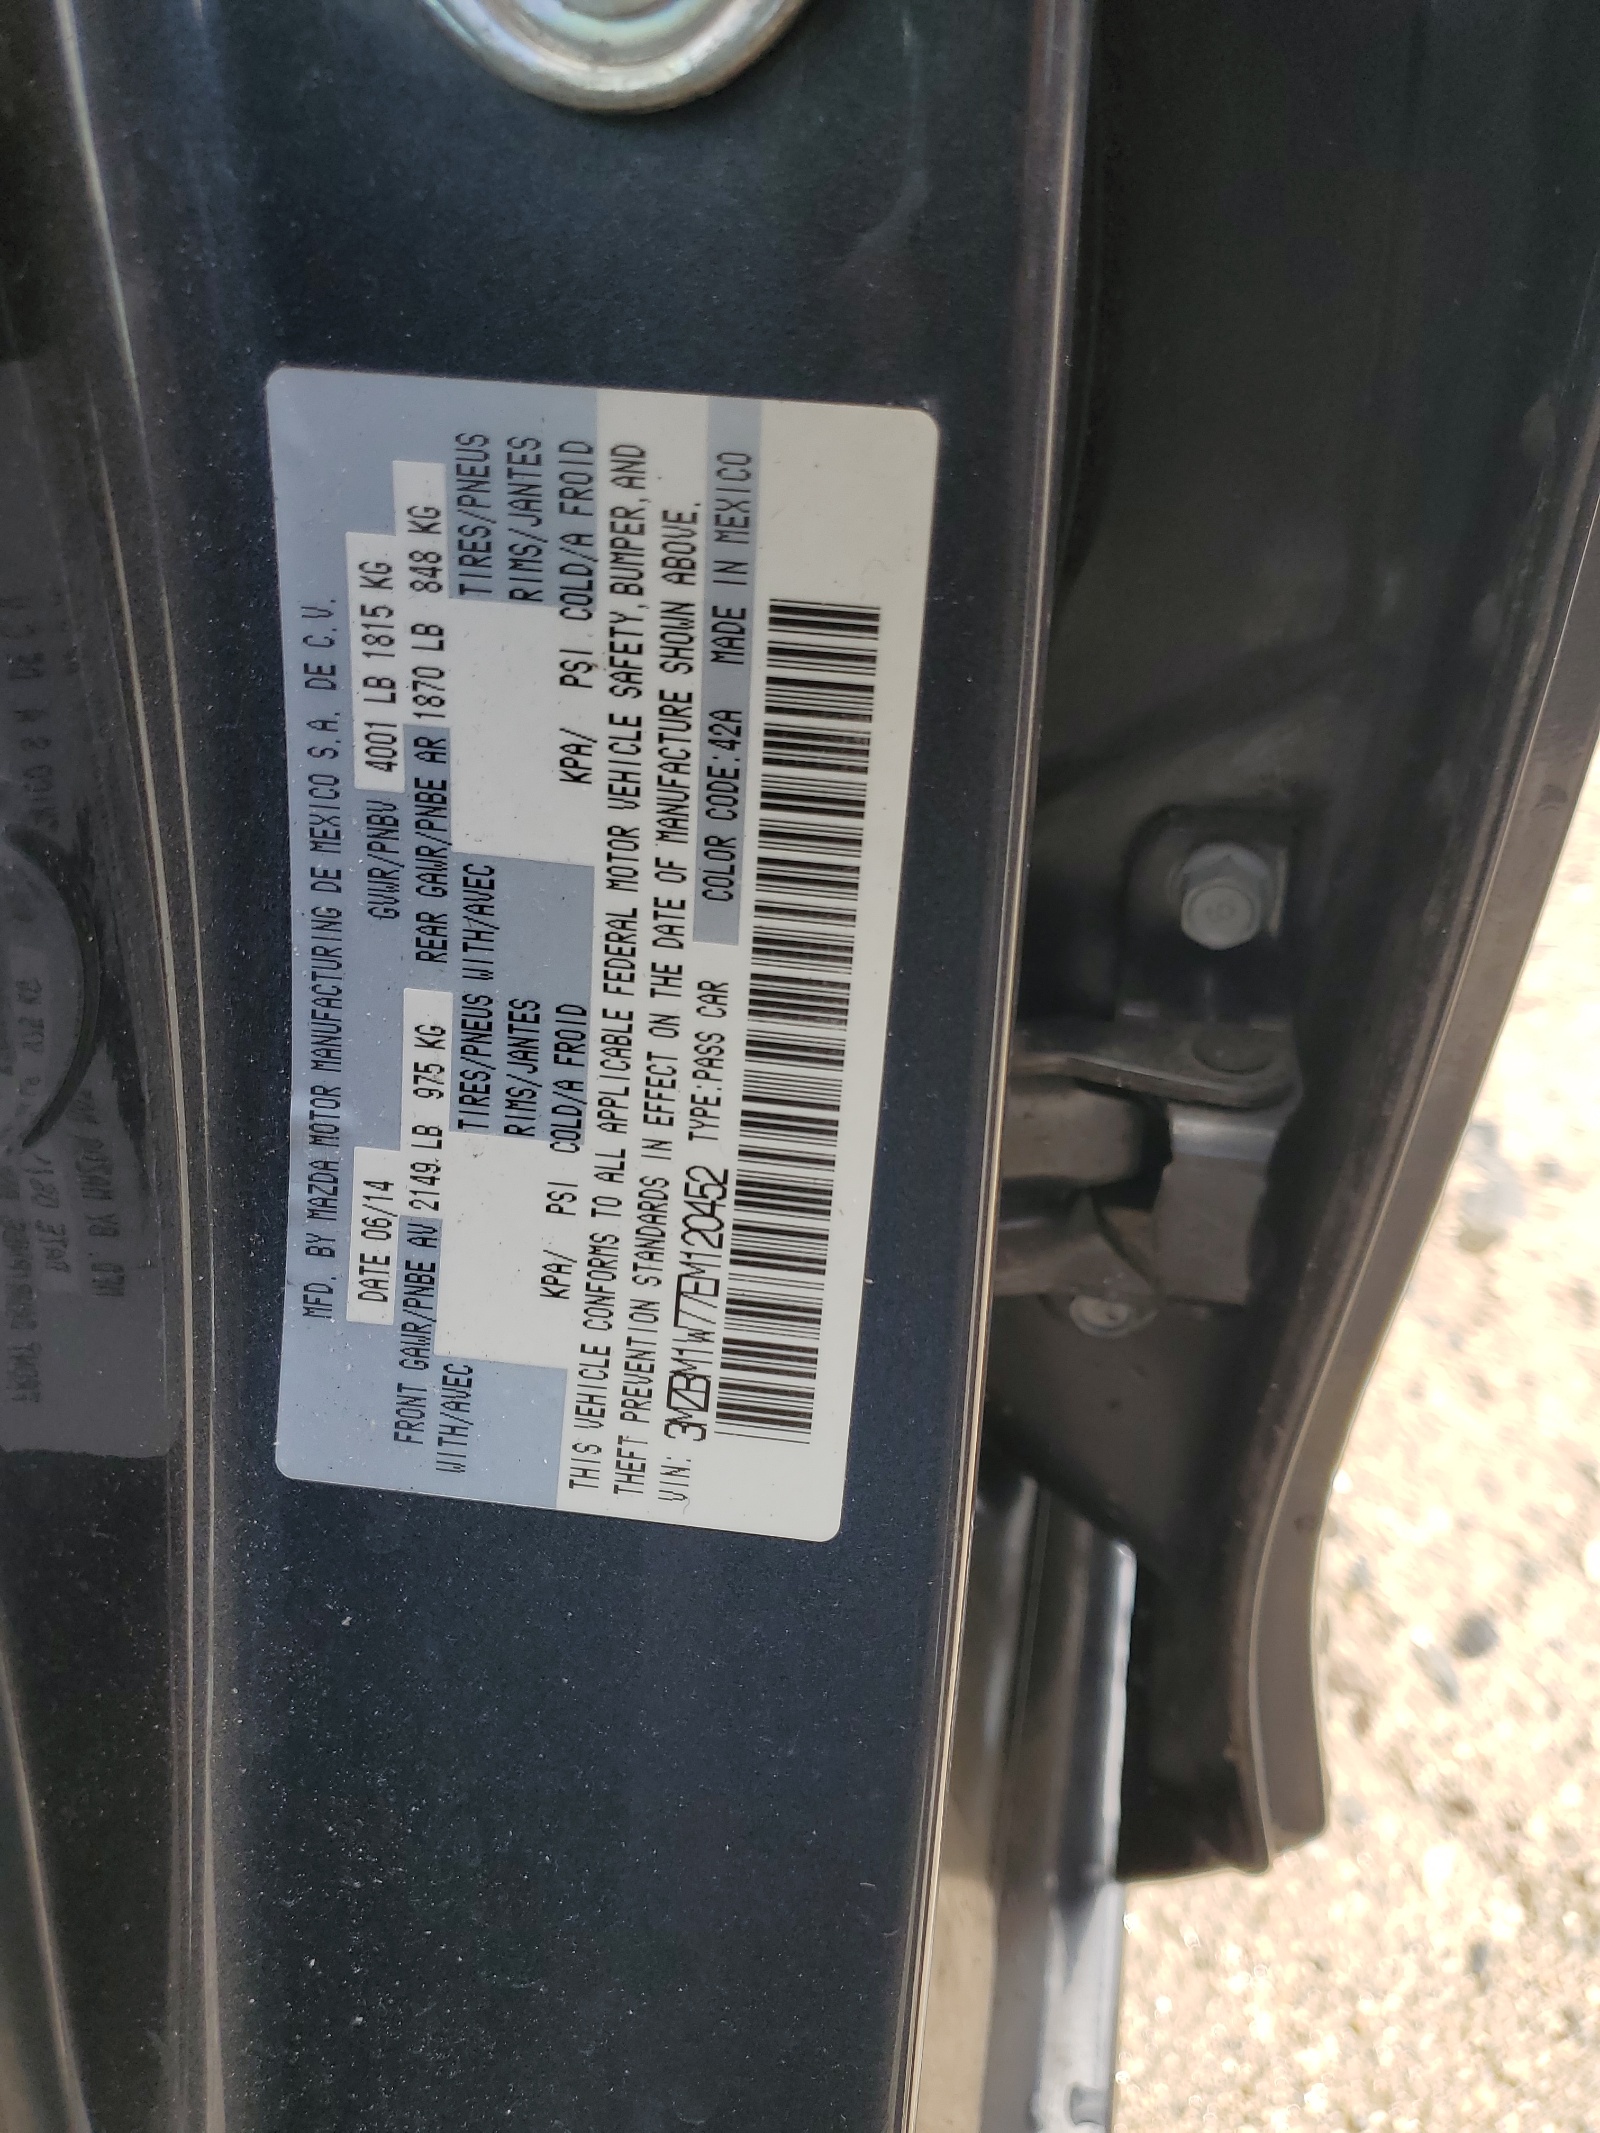 MFD. BY MAZDA MOTOR MANUFACTURING DE MEXICO S.A. DE C.V.
DATE 06/14 GVWR/PNBV 4001 LB 1815 KG
FRONT GAWR/PNBE AV 2149 LB 975 KG REAR GAWR/PNBE AR 1870 LB 848 KG
WITH/AVEC TIRES/PNEUS WITH/AVEC TIRES/PNEUS
RIMS/JANTES RIMS/JANTES
KPA/ PSI COLD/A FROID KPA/ PSI COLD/A FROID
THIS VEHICLE CONFORMS TO ALL APPLICABLE FEDERAL MOTOR VEHICLE SAFETY, BUMPER, AND
THEFT PREVENTION STANDARDS IN EFFECT ON THE DATE OF MANUFACTURE SHOWN ABOVE.
VIN: 3MZBM1W77EM120452 TYPE:PASS CAR COLOR CODE:42A MADE IN MEXICO